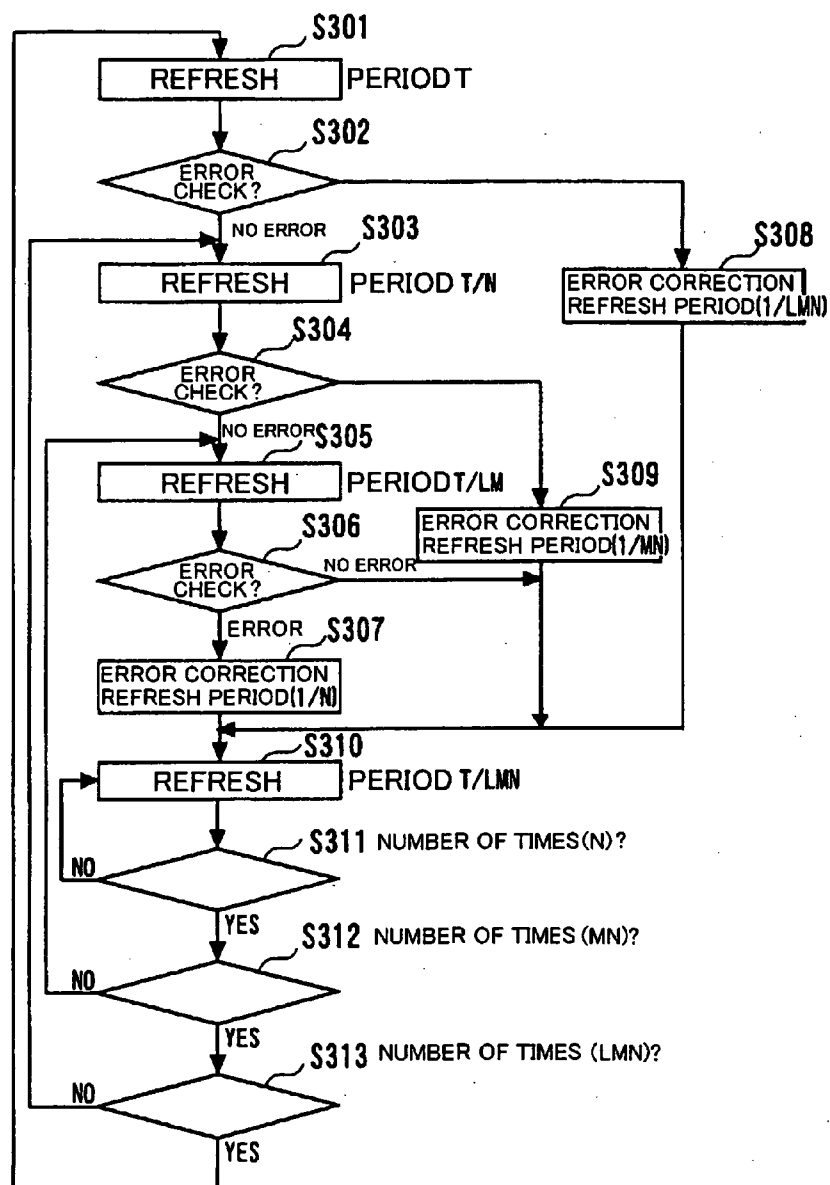 S301
REFRESH PERIOD T
S302
ERROR
CHECK?
NO ERROR
S303
REFRESH PERIOD T/N
S308
ERROR CORRECTION
REFRESH PERIOD(1/LMN)
S304
ERROR
CHECK?
NO ERROR
S305
REFRESH PERIOD T/LM
S309
ERROR CORRECTION
REFRESH PERIOD(1/MN)
S306
ERROR
CHECK?
NO ERROR
ERROR
S307
ERROR CORRECTION
REFRESH PERIOD(1/N)
S310
REFRESH PERIOD T/LMN
S311 NUMBER OF TIMES(N)?
NO
YES
S312 NUMBER OF TIMES (MN)?
NO
YES
S313 NUMBER OF TIMES (LMN)?
NO
YES